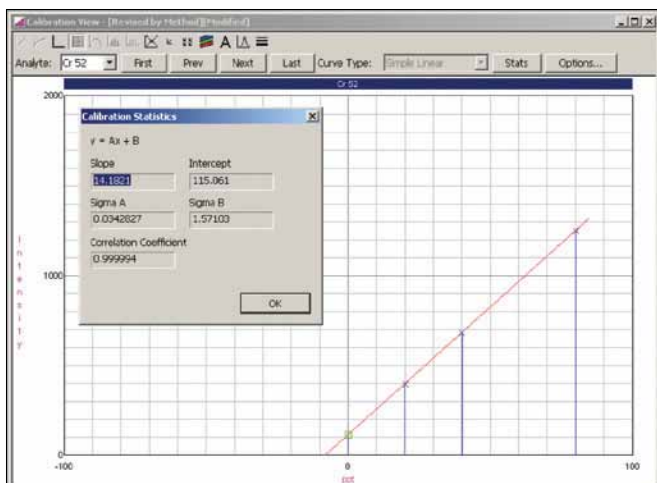 Calibration View - [Revised by Method][Modified]
Analyte: Cr 52 First Prev Next Last Curve Type: Simple Linear Stats Options...
Cr 52
2000
Calibration Statistics
y = Ax + B
Slope Intercept
14.1821 115.061
Sigma A Sigma B
0.0342827 1.57103
Correlation Coefficient
0.999994
OK
Intensity
1000
0
-100 0 100
ppt